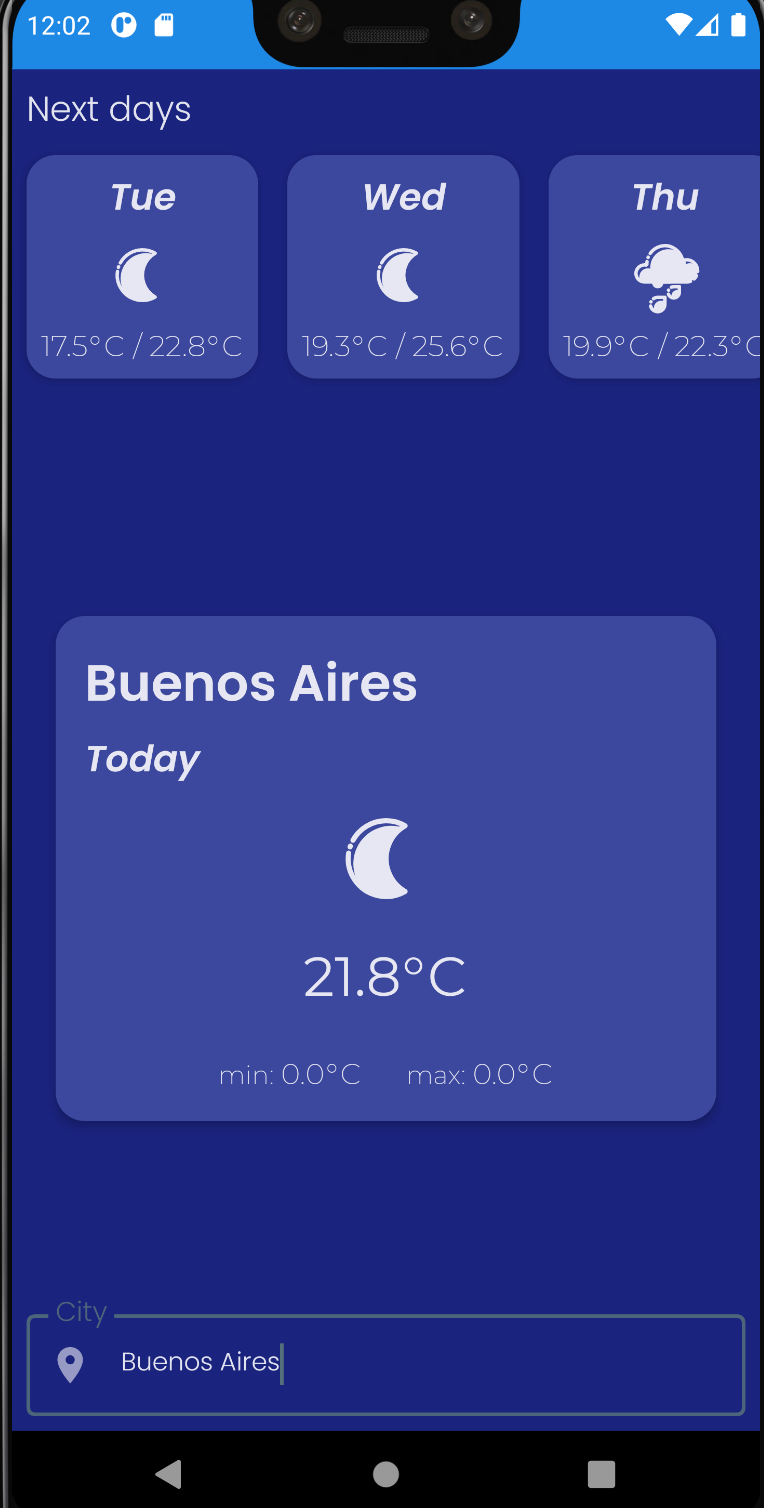 12:02
Next days
Tue
Wed
Thu
17.5°C / 22.8°C
19.3°C / 25.6°C
19.9°C / 22.3°C
Buenos Aires
Today
21.8°C
min: 0.0°C max: 0.0°C
City
Buenos Aires